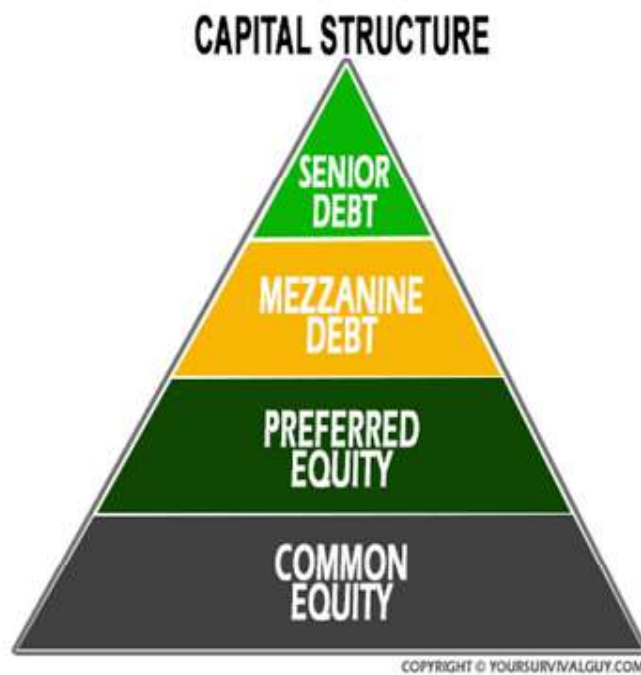 CAPITAL STRUCTURE
SENIOR
DEBT
MEZZANINE
DEBT
PREFERRED
EQUITY
COMMON
EQUITY
COPYRIGHT © YOURSURVIVALGUY.COM